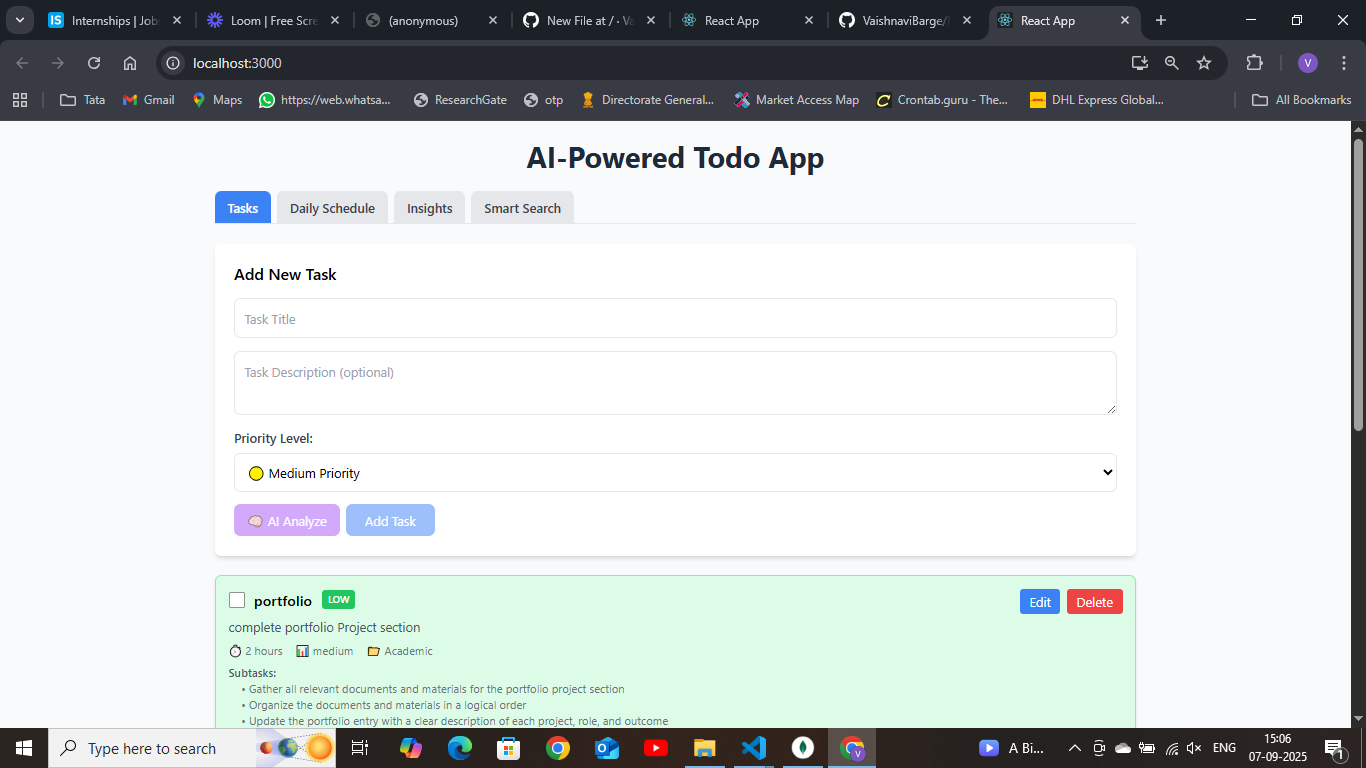 Internships | Job
Loom | Free Scre
(anonymous)
New File at / · Va
React App
VaishnaviBarge/
React App
localhost:3000
V
Tata
Gmail
Maps
https://web.whatsa...
ResearchGate
otp
Directorate General...
Market Access Map
Crontab.guru - The...
DHL Express Global...
All Bookmarks
AI-Powered Todo App
Tasks
Daily Schedule
Insights
Smart Search
Add New Task
Task Title
Task Description (optional)
Priority Level:
Medium Priority
AI Analyze
Add Task
portfolio
LOW
Edit
Delete
complete portfolio Project section
2 hours
medium
Academic
Subtasks:
• Gather all relevant documents and materials for the portfolio project section
• Organize the documents and materials in a logical order
• Update the portfolio entry with a clear description of each project, role, and outcome
Type here to search
A Bi...
ENG
15:06
07-09-2025
1